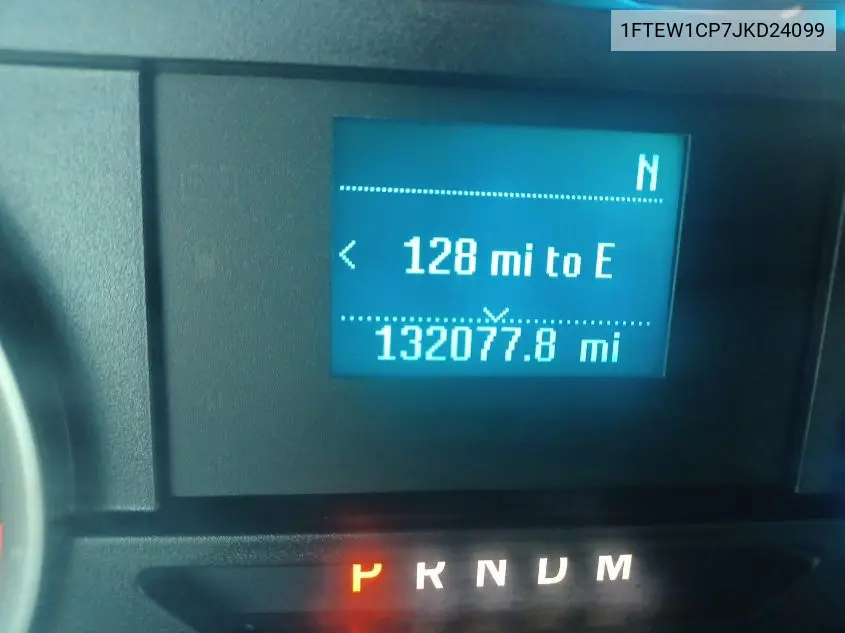 1FTEW1CP7JKD24099
N
< 128 mi to E
132077.8 mi
P R N D M